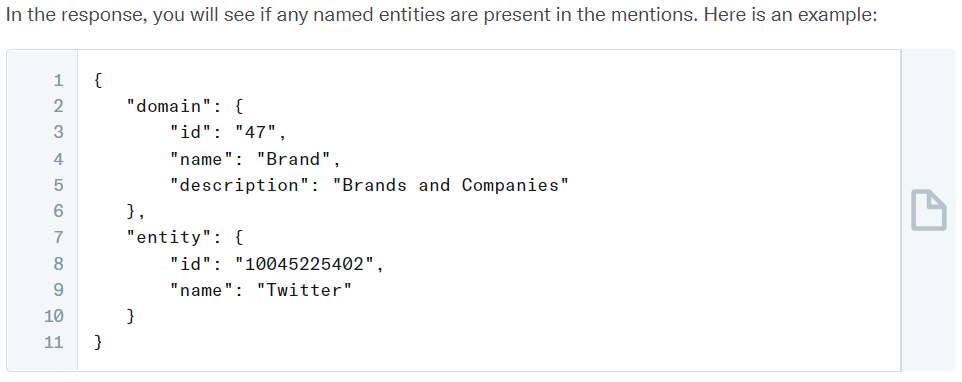 In the response, you will see if any named entities are present in the mentions. Here is an example:
1 {
2 "domain": {
3 "id": "47",
4 "name": "Brand",
5 "description": "Brands and Companies"
6 },
7 "entity": {
8 "id": "10045225402",
9 "name": "Twitter"
10 }
11 }